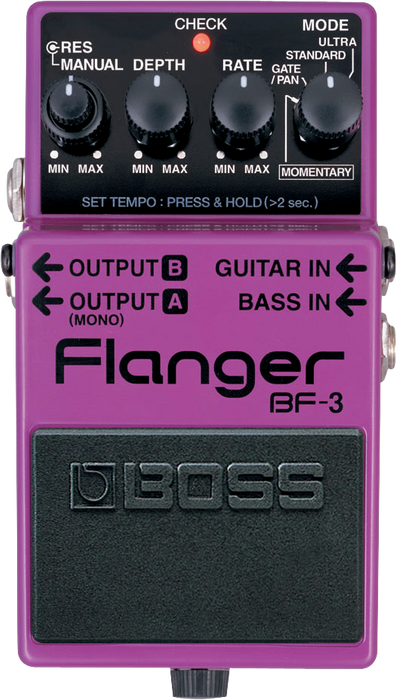 CHECK
MODE
RES
MANUAL
DEPTH
RATE
GATE
/PAN
STANDARD
ULTRA
MIN MAX
MIN MAX
MIN MAX
MOMENTARY
SET TEMPO : PRESS & HOLD (>2 sec.)
OUTPUT B
GUITAR IN
OUTPUT A
(MONO)
BASS IN
Flanger
BF-3
BOSS